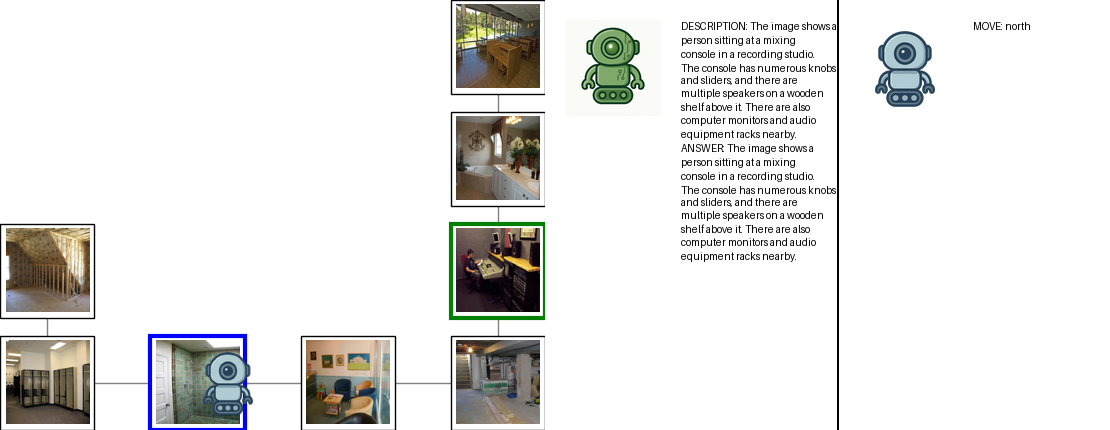 DESCRIPTION: The image shows a
person sitting at a mixing
console in a recording studio.
The console has numerous knobs
and sliders, and there are
multiple speakers on a wooden
shelf above it. There are also
computer monitors and audio
equipment racks nearby.
ANSWER: The image shows a
person sitting at a mixing
console in a recording studio.
The console has numerous knobs
and sliders, and there are
multiple speakers on a wooden
shelf above it. There are also
computer monitors and audio
equipment racks nearby.
MOVE: north